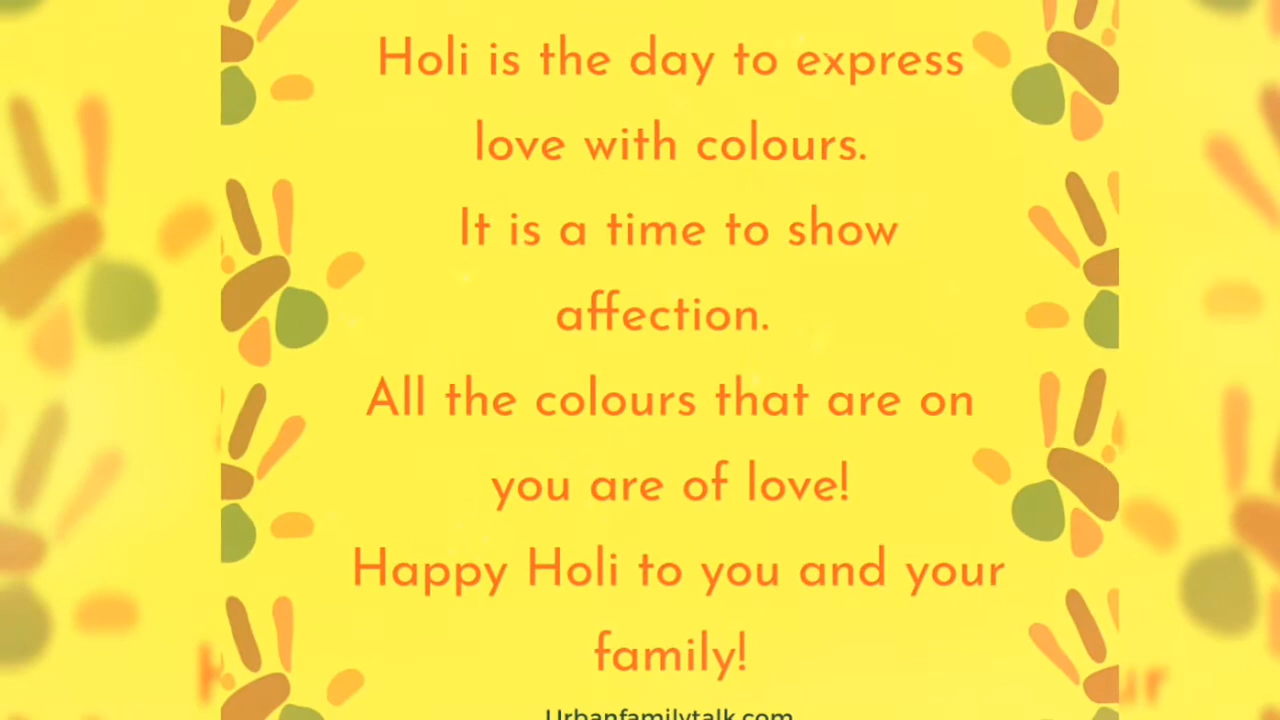 Holi is the day to express
love with colours.
It is a time to show
affection.
All the colours that are on
you are of love!
Happy Holi to you and your
family!
Urbanfamilytalk.com